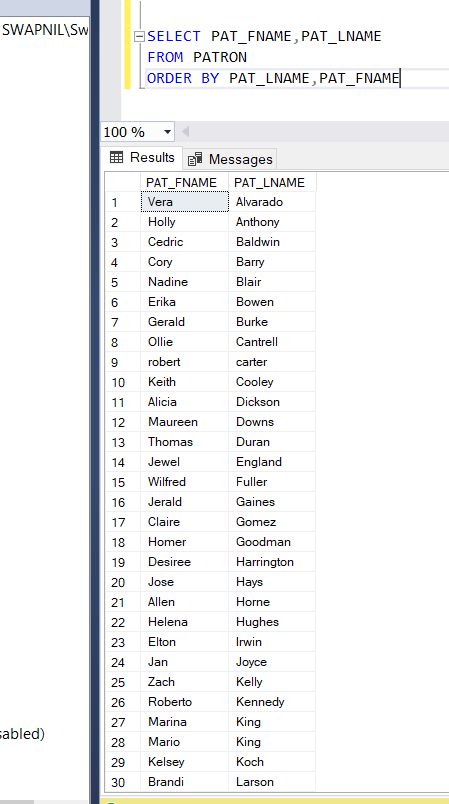 SWAPNIL\Sw
SELECT PAT_FNAME,PAT_LNAME
FROM PATRON
ORDER BY PAT_LNAME,PAT_FNAME
100 %
Results Messages
PAT_FNAME PAT_LNAME
1 Vera Alvarado
2 Holly Anthony
3 Cedric Baldwin
4 Cory Barry
5 Nadine Blair
6 Erika Bowen
7 Gerald Burke
8 Ollie Cantrell
9 robert carter
10 Keith Cooley
11 Alicia Dickson
12 Maureen Downs
13 Thomas Duran
14 Jewel England
15 Wilfred Fuller
16 Jerald Gaines
17 Claire Gomez
18 Homer Goodman
19 Desiree Harrington
20 Jose Hays
21 Allen Horne
22 Helena Hughes
23 Elton Irwin
24 Jan Joyce
25 Zach Kelly
26 Roberto Kennedy
27 Marina King
sabled)
28 Mario King
29 Kelsey Koch
30 Brandi Larson